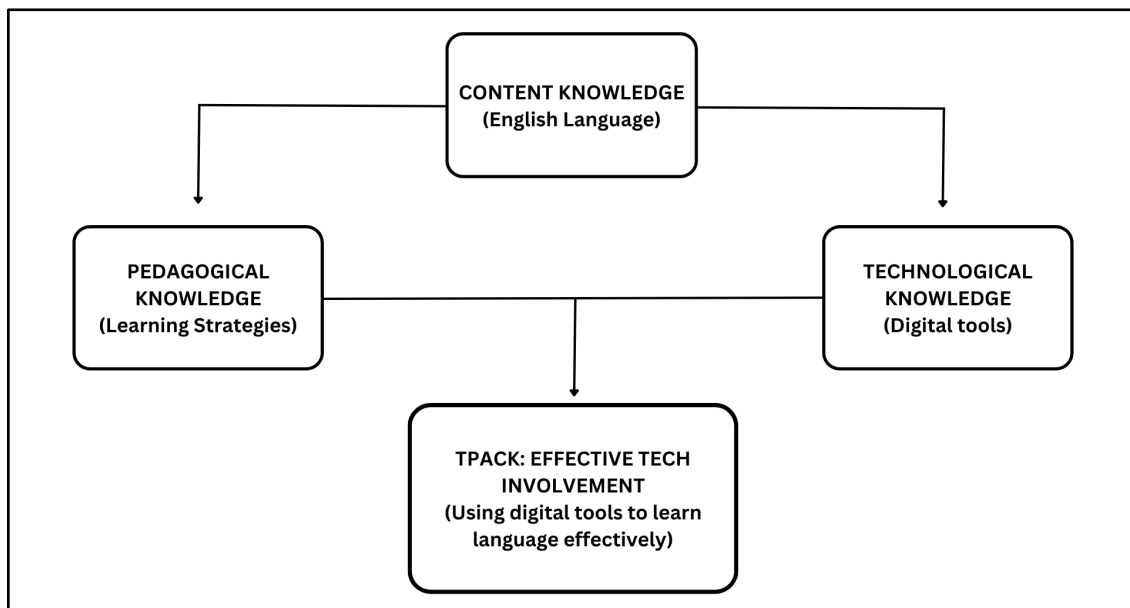 CONTENT KNOWLEDGE
(English Language)
PEDAGOGICAL
KNOWLEDGE
(Learning Strategies)
TECHNOLOGICAL
KNOWLEDGE
(Digital tools)
TPACK: EFFECTIVE TECH
INVOLVEMENT
(Using digital tools to learn
language effectively)